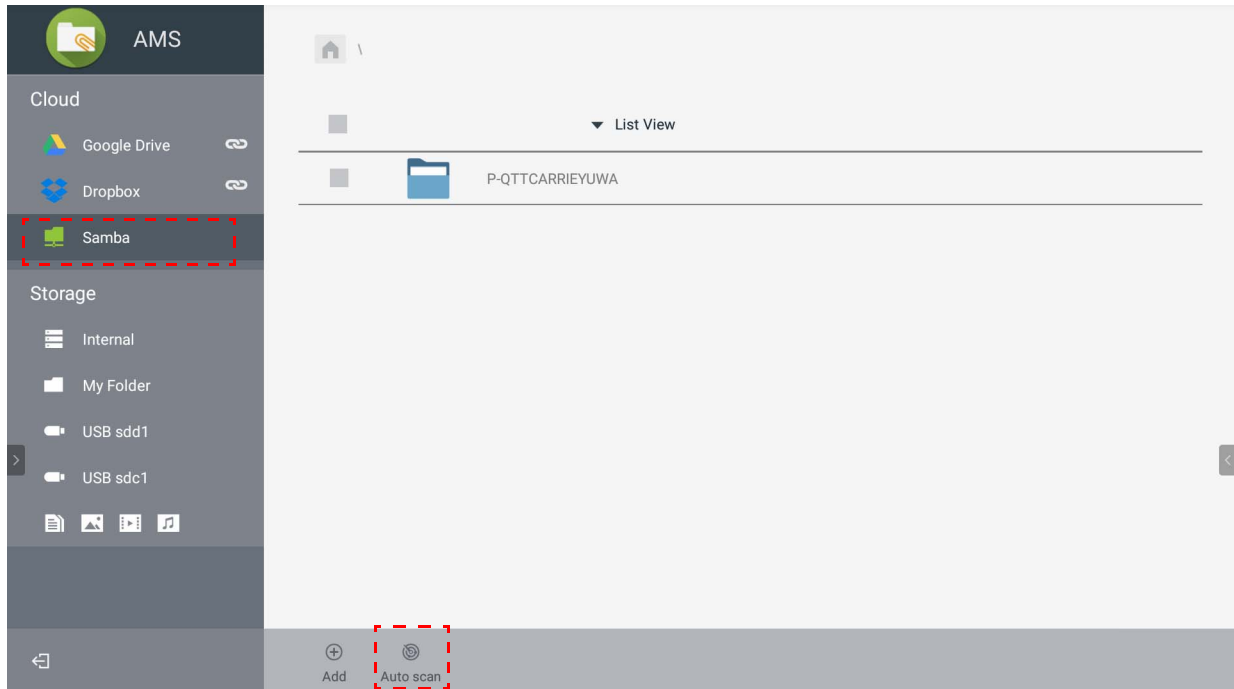 AMS
Cloud
Google Drive
Dropbox
Samba
Storage
Internal
My Folder
USB sdd1
USB sdc1
\
List View
P-QTTCARRIEYUWA
Add
Auto scan